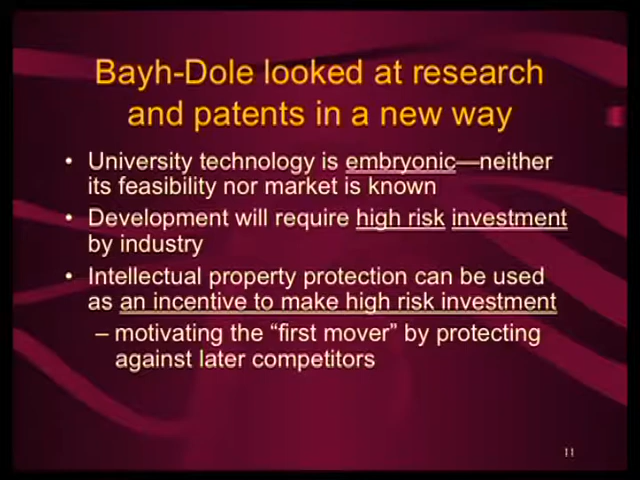 Bayh-Dole looked at research
and patents in a new way
• University technology is embryonic—neither
its feasibility nor market is known
• Development will require high risk investment
by industry
• Intellectual property protection can be used
as an incentive to make high risk investment
– motivating the “first mover” by protecting
against later competitors
11